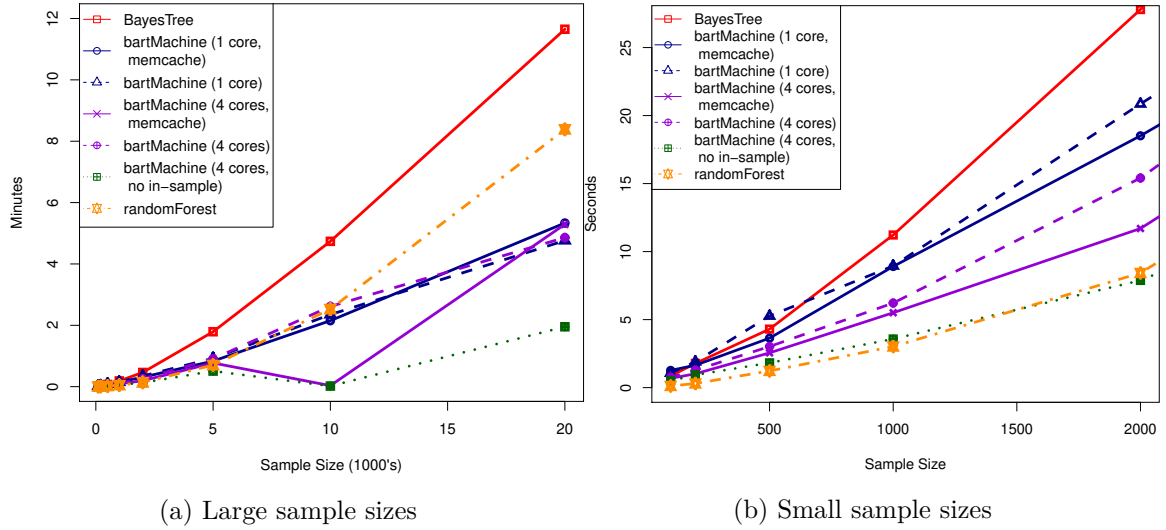 Minutes
12
10
8
6
4
2
0
BayesTree
bartMachine (1 core,
memcache)
bartMachine (1 core)
bartMachine (4 cores,
memcache)
bartMachine (4 cores)
bartMachine (4 cores,
no in-sample)
randomForest
0
5
10
15
20
Sample Size (1000's)
(a) Large sample sizes
Seconds
25
20
15
10
5
0
BayesTree
bartMachine (1 core,
memcache)
bartMachine (1 core)
bartMachine (4 cores,
memcache)
bartMachine (4 cores)
bartMachine (4 cores,
no in-sample)
randomForest
500
1000
1500
2000
Sample Size
(b) Small sample sizes